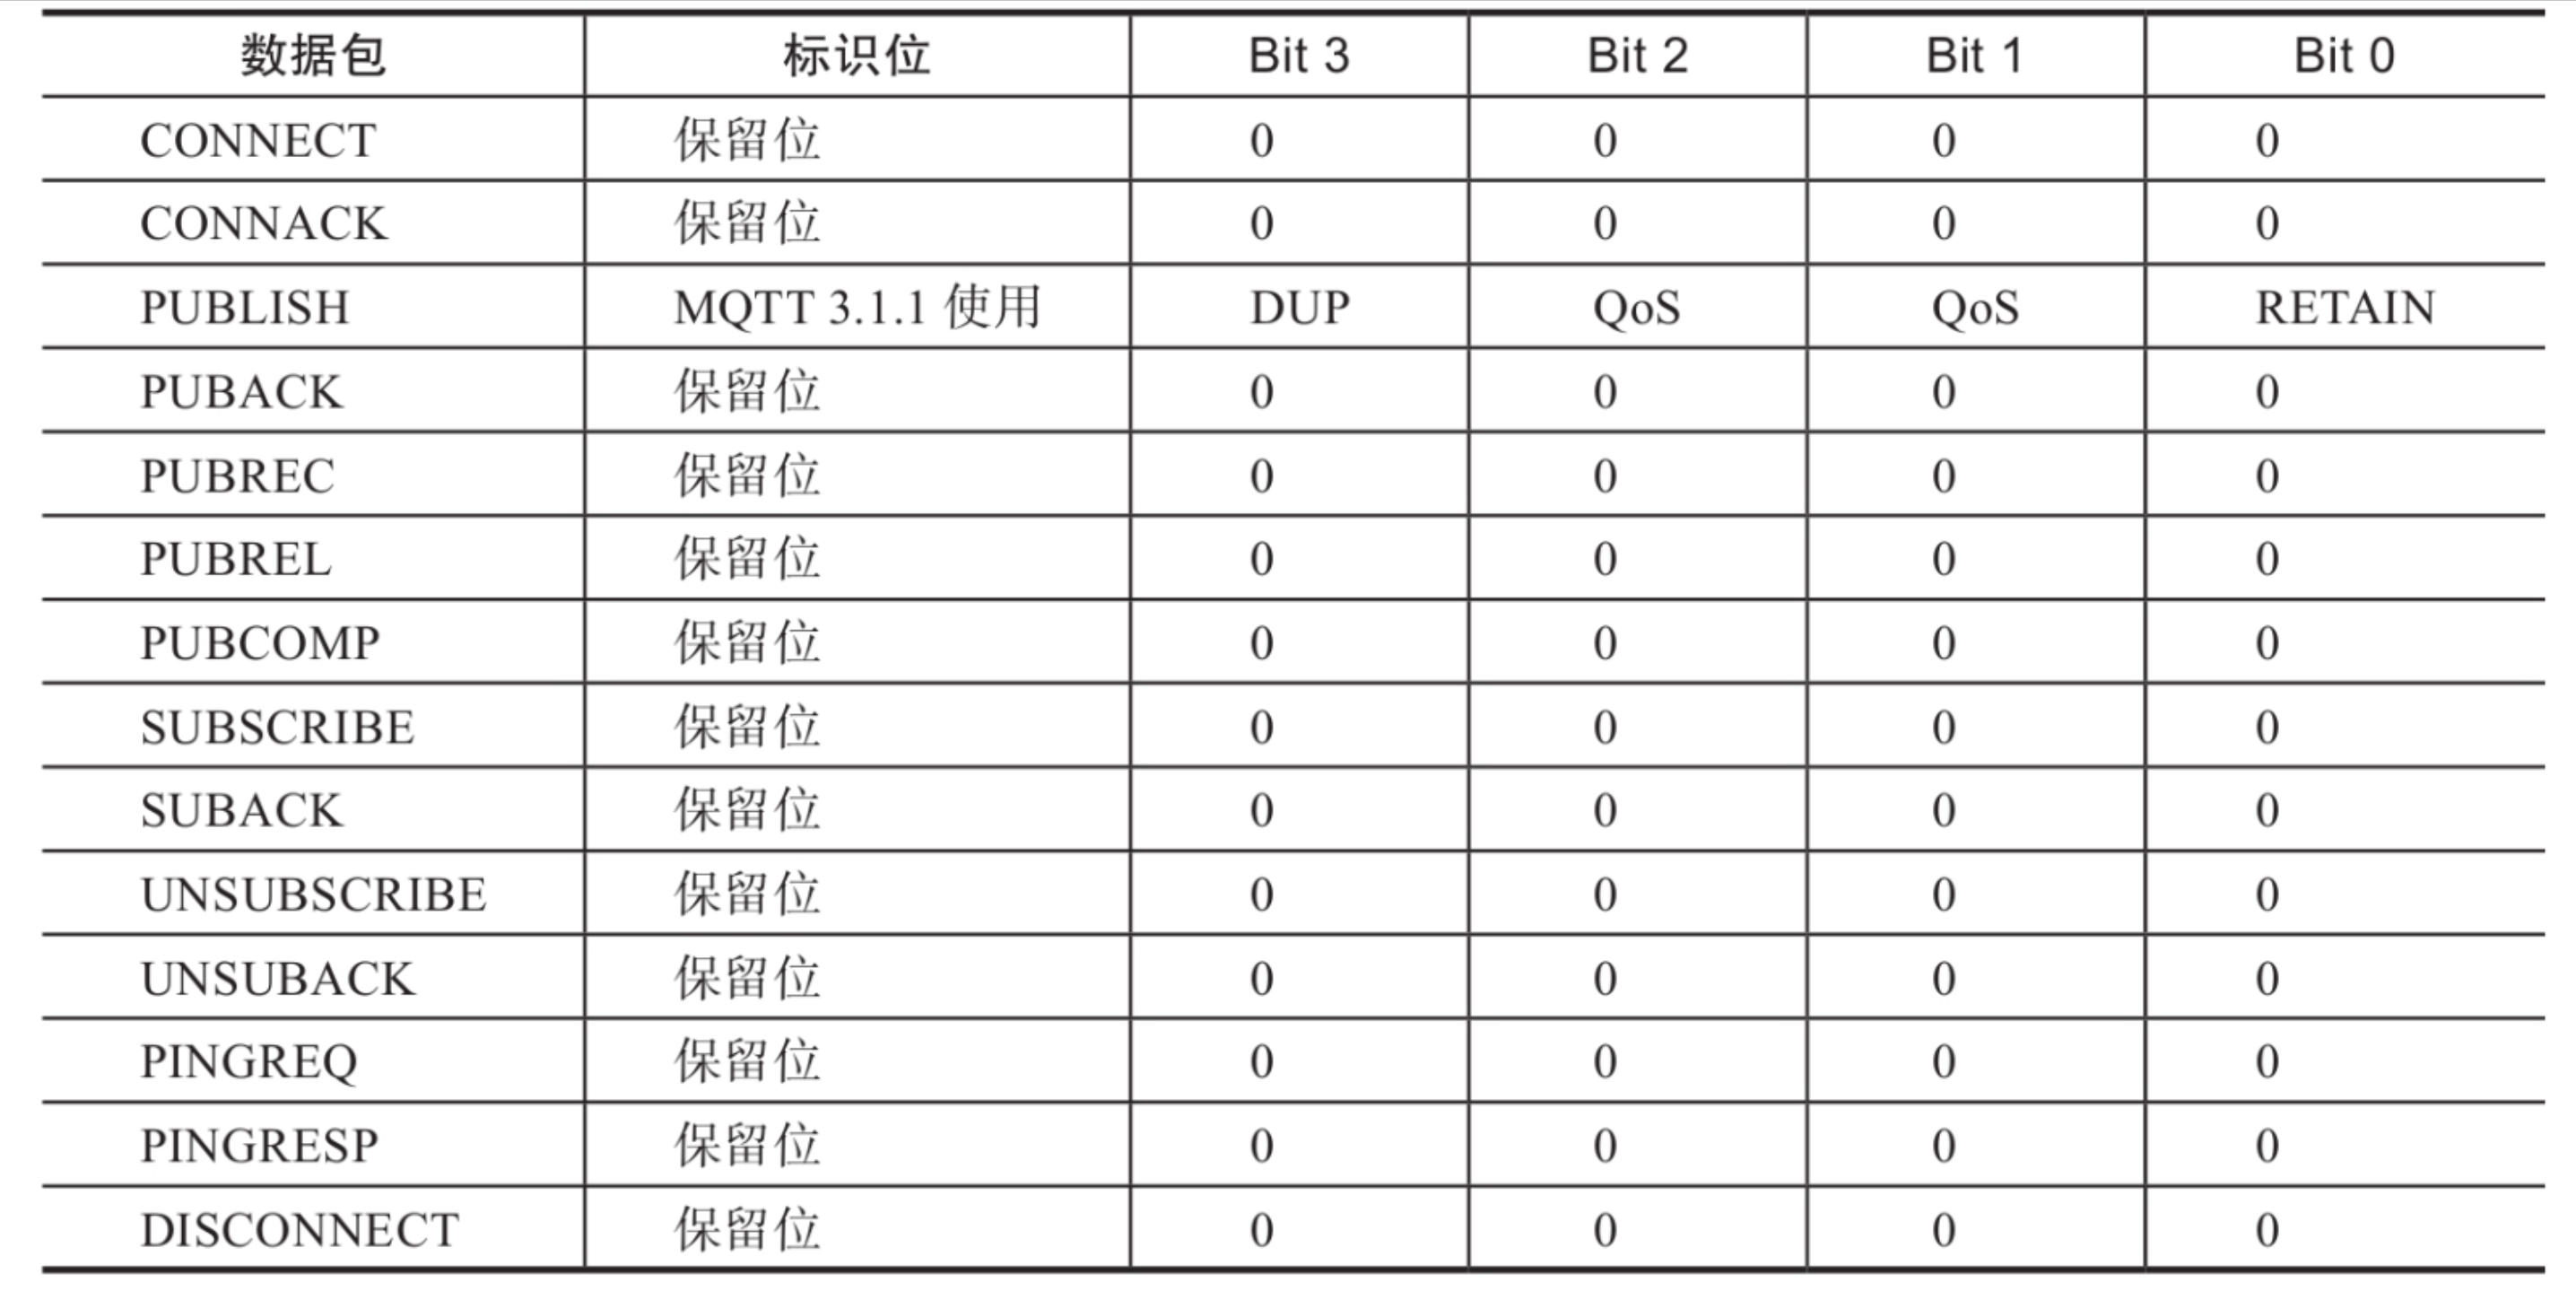 数据包 标识位 Bit 3 Bit 2 Bit 1 Bit 0
CONNECT 保留位 0 0 0 0
CONNACK 保留位 0 0 0 0
PUBLISH MQTT 3.1.1 使用 DUP QoS QoS RETAIN
PUBACK 保留位 0 0 0 0
PUBREC 保留位 0 0 0 0
PUBREL 保留位 0 0 0 0
PUBCOMP 保留位 0 0 0 0
SUBSCRIBE 保留位 0 0 0 0
SUBACK 保留位 0 0 0 0
UNSUBSCRIBE 保留位 0 0 0 0
UNSUBACK 保留位 0 0 0 0
PINGREQ 保留位 0 0 0 0
PINGRESP 保留位 0 0 0 0
DISCONNECT 保留位 0 0 0 0